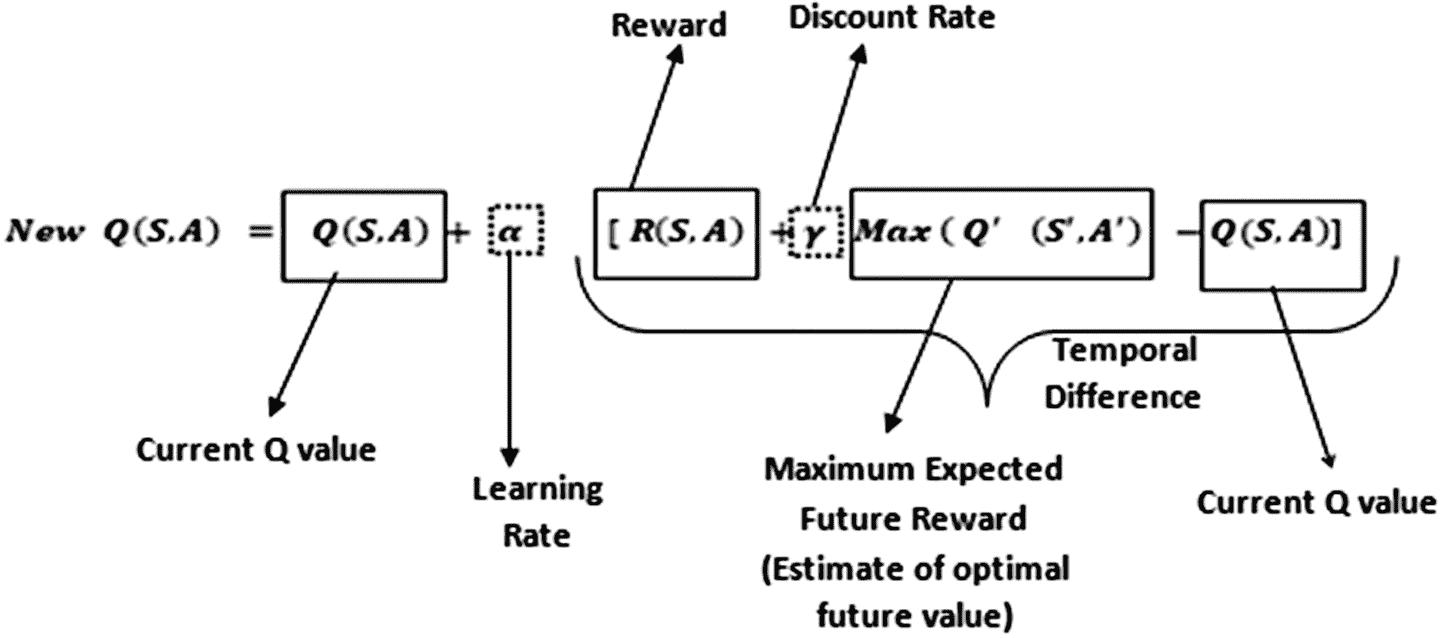 Reward
Discount Rate
New Q(S,A) = Q(S,A) + α [ R(S,A) + γ Max ( Q′ (S′,A′) − Q(S,A)]
Temporal
Difference
Current Q value
Learning
Rate
Maximum Expected
Future Reward
(Estimate of optimal
future value)
Current Q value